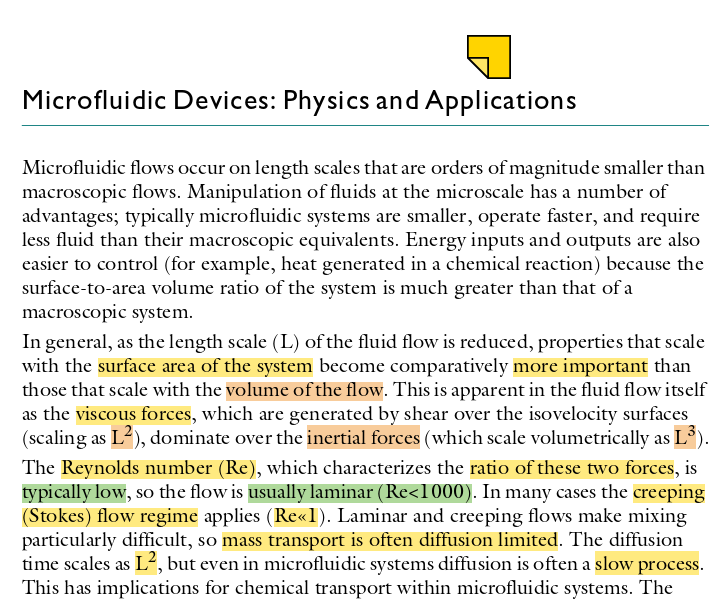 Microfluidic Devices: Physics and Applications
Microfluidic flows occur on length scales that are orders of magnitude smaller than
macroscopic flows. Manipulation of fluids at the microscale has a number of
advantages; typically microfluidic systems are smaller, operate faster, and require
less fluid than their macroscopic equivalents. Energy inputs and outputs are also
easier to control (for example, heat generated in a chemical reaction) because the
surface-to-area volume ratio of the system is much greater than that of a
macroscopic system.
In general, as the length scale (L) of the fluid flow is reduced, properties that scale
with the surface area of the system become comparatively more important than
those that scale with the volume of the flow. This is apparent in the fluid flow itself
as the viscous forces, which are generated by shear over the isovelocity surfaces
(scaling as L²), dominate over the inertial forces (which scale volumetrically as L³).
The Reynolds number (Re), which characterizes the ratio of these two forces, is
typically low, so the flow is usually laminar (Re<1000). In many cases the creeping
(Stokes) flow regime applies (Re«1). Laminar and creeping flows make mixing
particularly difficult, so mass transport is often diffusion limited. The diffusion
time scales as L², but even in microfluidic systems diffusion is often a slow process.
This has implications for chemical transport within microfluidic systems. The